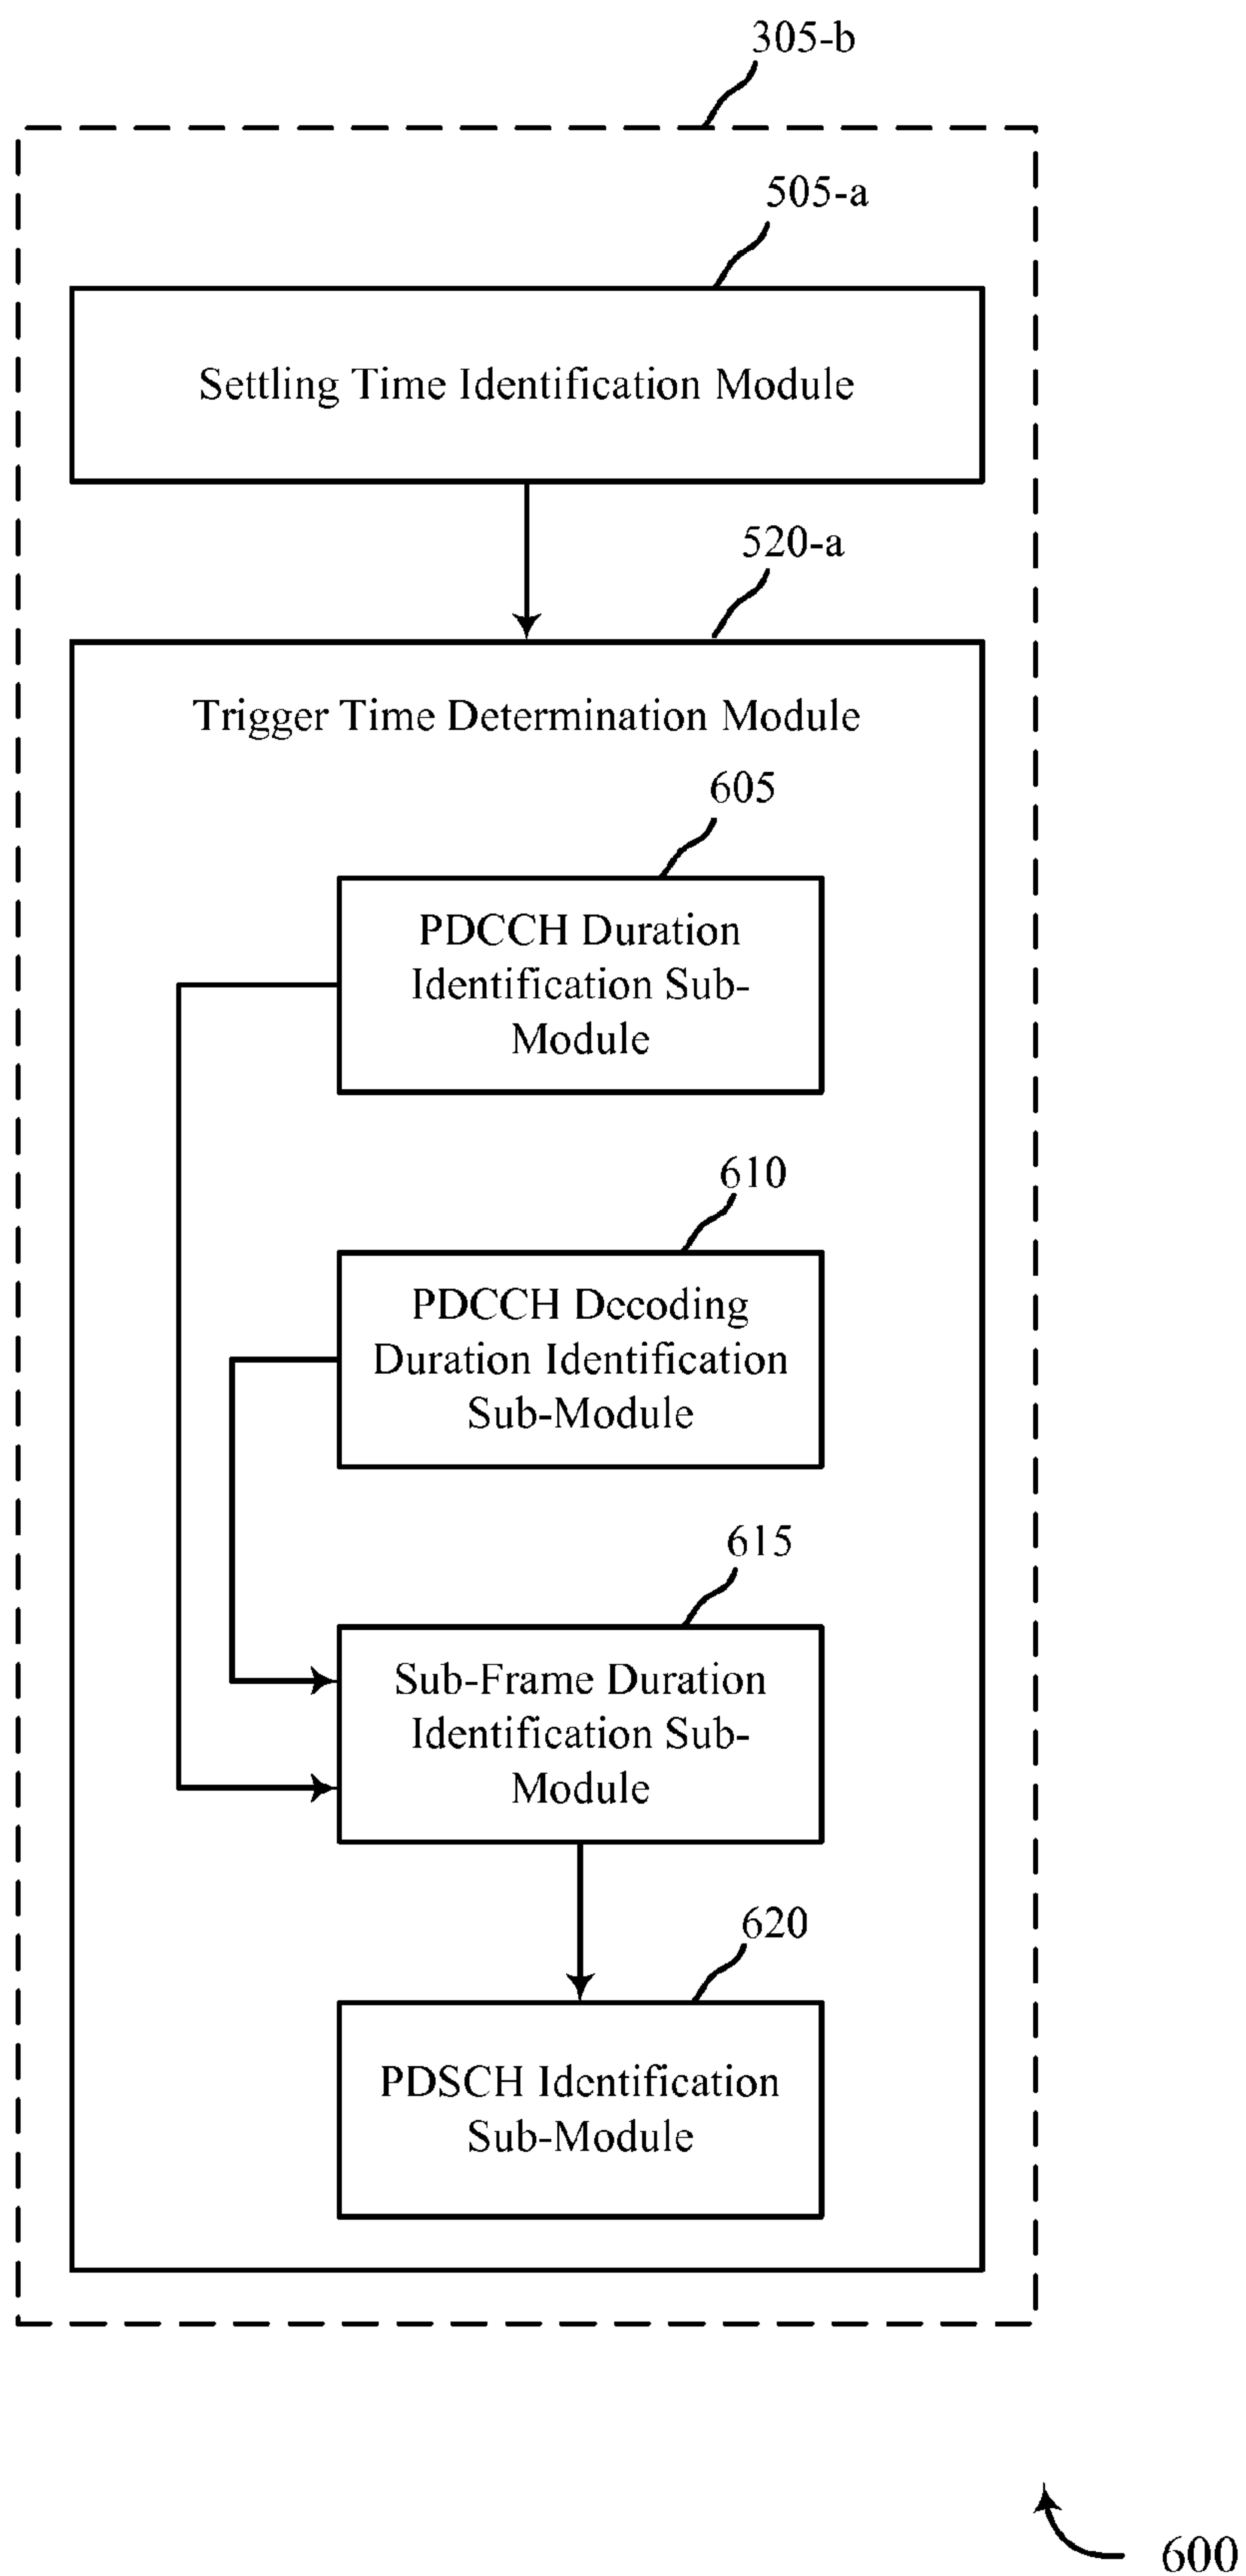 305-b
505-a
Settling Time Identification Module
520-a
Trigger Time Determination Module
605
PDCCH Duration
Identification Sub-
Module
610
PDCCH Decoding
Duration Identification
Sub-Module
615
Sub-Frame Duration
Identification Sub-
Module
620
PDSCH Identification
Sub-Module
600